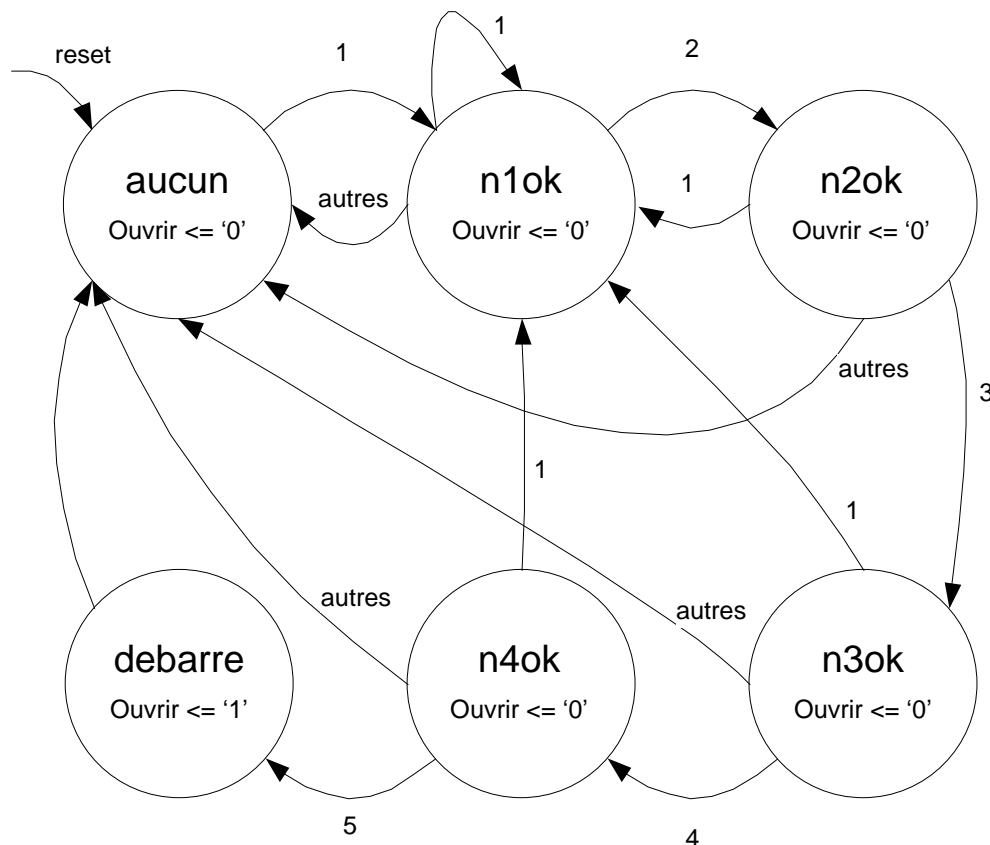 reset
1
1
2
aucun
Ouvrir <= ‘0’
autres
n1ok
Ouvrir <= ‘0’
1
n2ok
Ouvrir <= ‘0’
autres
3
1
1
autres
autres
debarre
Ouvrir <= ‘1’
n4ok
Ouvrir <= ‘0’
n3ok
Ouvrir <= ‘0’
5
4